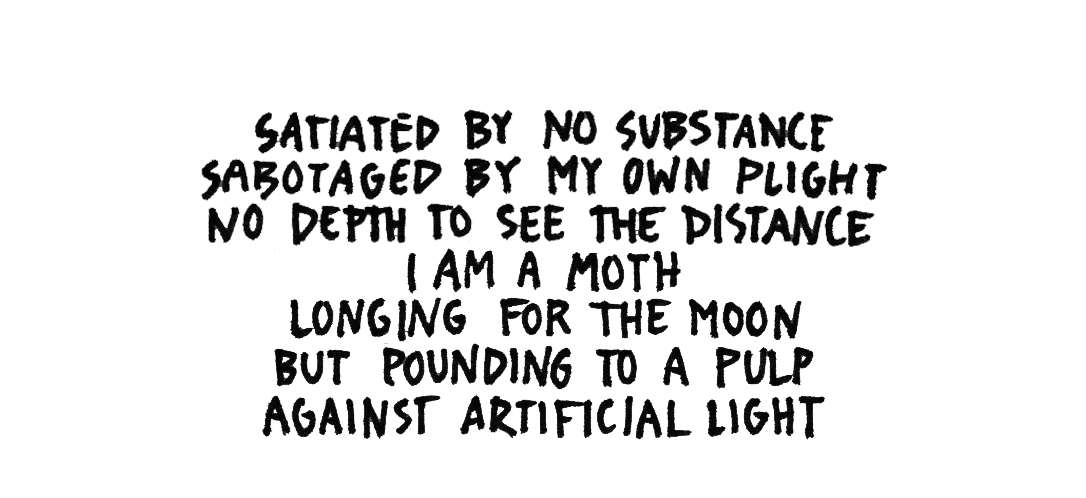 SATIATED BY NO SUBSTANCE
SABOTAGED BY MY OWN PLIGHT
NO DEPTH TO SEE THE DISTANCE
I AM A MOTH
LONGING FOR THE MOON
BUT POUNDING TO A PULP
AGAINST ARTIFICIAL LIGHT